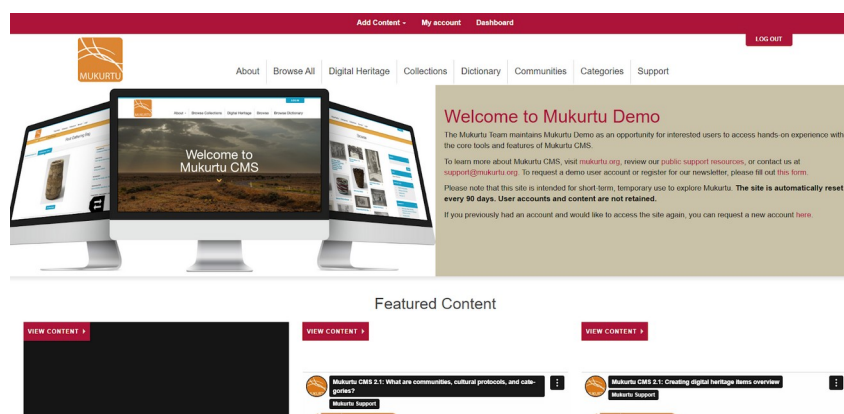 Add Content My account Dashboard
LOG OUT
MUKURTU
About Browse All Digital Heritage Collections Dictionary Communities Categories Support
Welcome to
Mukurtu CMS
Welcome to Mukurtu Demo
The Mukurtu Team maintains Mukurtu Demo as an opportunity for interested users to access hands-on experience with
the core tools and features of Mukurtu CMS.
To learn more about Mukurtu CMS, visit mukurtu.org, review our public support resources, or contact us at
support@mukurtu.org. To request a demo user account or register for our newsletter, please fill out this form.
Please note that this site is intended for short-term, temporary use to explore Mukurtu. The site is automatically reset
every 90 days. User accounts and content are not retained.
If you previously had an account and would like to access the site again, you can request a new account here.
Featured Content
VIEW CONTENT
VIEW CONTENT
VIEW CONTENT
Mukurtu CMS 2.1: What are communities, cultural protocols, and cate-
gories?
Mukurtu Support
Mukurtu CMS 2.1: Creating digital heritage items overview
Mukurtu Support